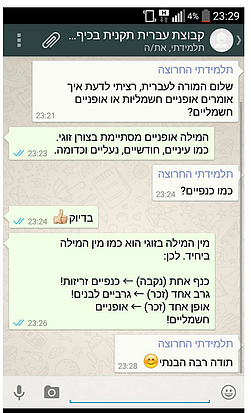 4% 23:29
קבוצת עברית תקנית בכיף...
תלמידתי, את/ה
תלמידתי החרוצה
שלום המורה לעברית, רציתי לדעת איך
אומרים אופניים חשמליות או אופניים
חשמליים?
23:21
המילה אופניים מסתיימת בצורן זוגי.
כמו עיניים, חודשיים, נעליים וכדומה.
23:23
תלמידתי החרוצה
כמו כנפיים?
23:24
בדיוק👍
23:24
מין המילה בזוגי הוא כמו מין המילה
ביחיד. לכן:
כנף אחת (נקבה) ← כנפיים זריזות!
גרב אחד (זכר) ← גרביים לבנים!
אופן אחד (זכר) ← אופניים
חשמליים!
23:26
תלמידתי החרוצה
תודה רבה הבנתי😊
23:28